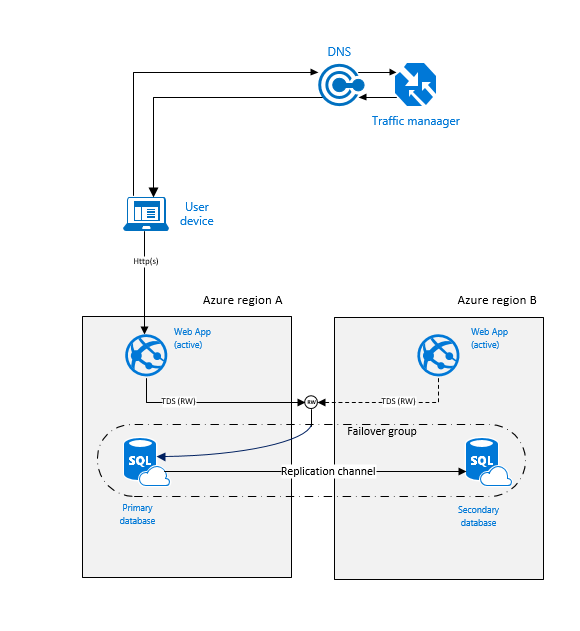 DNS
Traffic manaager
User
device
Http(s)
Azure region A
Azure region B
Web App
(active)
Web App
(active)
TDS (RW)
RW
TDS (RW)
Failover group
SQL
SQL
Replication channel
Primary
database
Secondary
database